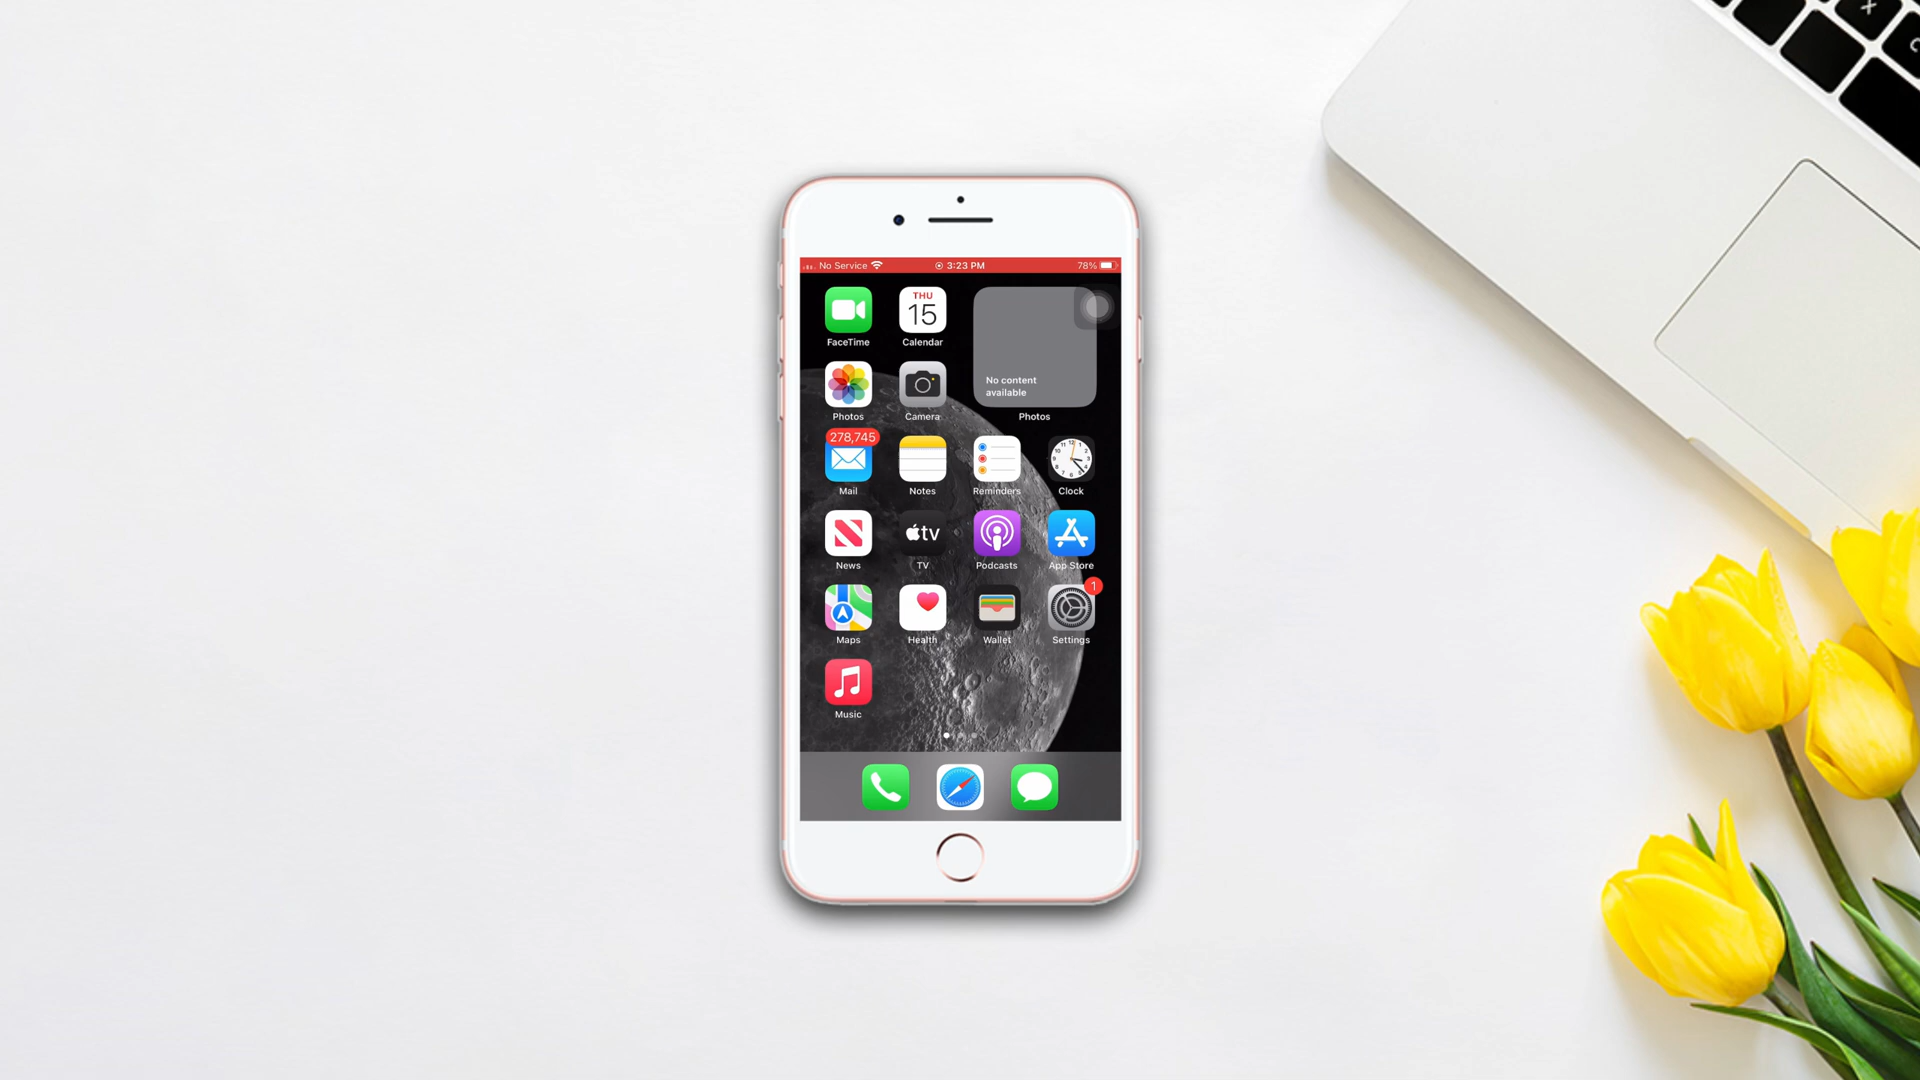 No Service 3:23 PM 78%
THU
15
FaceTime Calendar
No content
available
Photos Camera Photos
278,745
Mail Notes Reminders Clock
tv
News TV Podcasts App Store
1
Maps Health Wallet Settings
Music
X
C